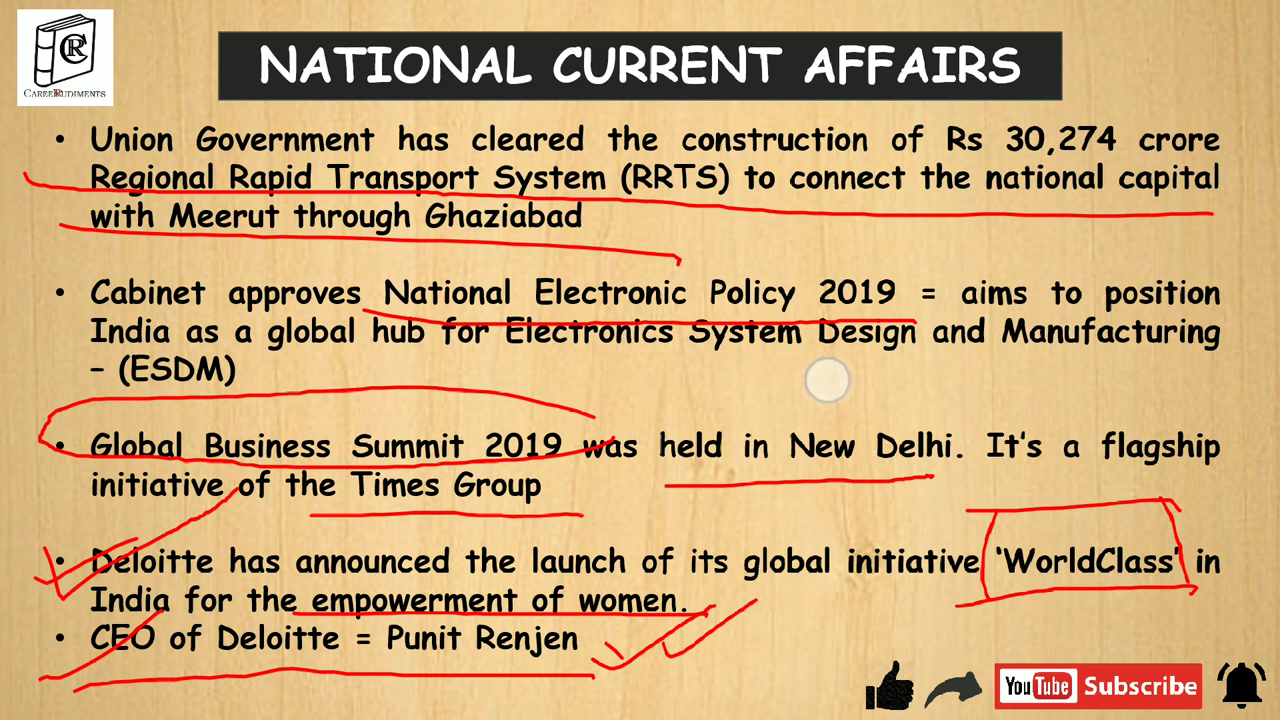 CR
CAREERUDIMENTS
NATIONAL CURRENT AFFAIRS
• Union Government has cleared the construction of Rs 30,274 crore
Regional Rapid Transport System (RRTS) to connect the national capital
with Meerut through Ghaziabad
• Cabinet approves National Electronic Policy 2019 = aims to position
India as a global hub for Electronics System Design and Manufacturing
– (ESDM)
• Global Business Summit 2019 was held in New Delhi. It's a flagship
initiative of the Times Group
• Deloitte has announced the launch of its global initiative 'WorldClass' in
India for the empowerment of women.
• CEO of Deloitte = Punit Renjen
YouTube Subscribe